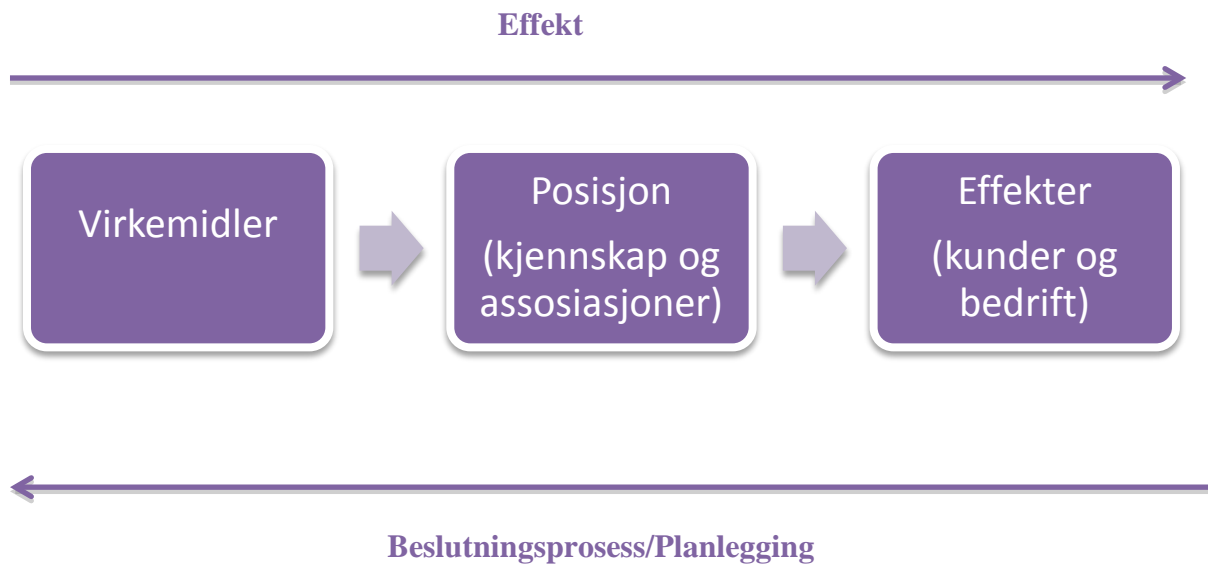 Effekt
Virkemidler
Posisjon
(kjennskap og
assosiasjoner)
Effekter
(kunder og
bedrift)
Beslutningsprosess/Planlegging